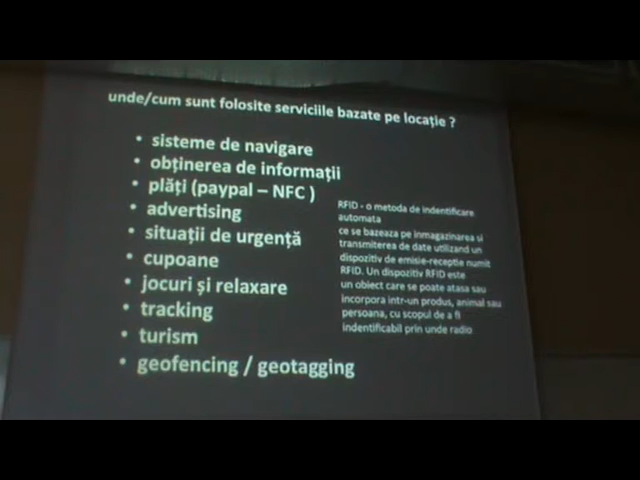 unde/cum sunt folosite serviciile bazate pe locație ?
• sisteme de navigare
• obținerea de informații
• plăți (paypal – NFC )
• advertising
• situații de urgență
• cupoane
• jocuri și relaxare
• tracking
• turism
• geofencing / geotagging
RFID - o metoda de indentificare
automata
ce se bazeaza pe inmagazinarea si
transmiterea de date utilizand un
dispozitiv de emisie-receptie numit
RFID. Un dispozitiv RFID este
un obiect care se poate atasa sau
incorpora intr-un produs, animal sau
persoana, cu scopul de a fi
indentificabil prin unde radio